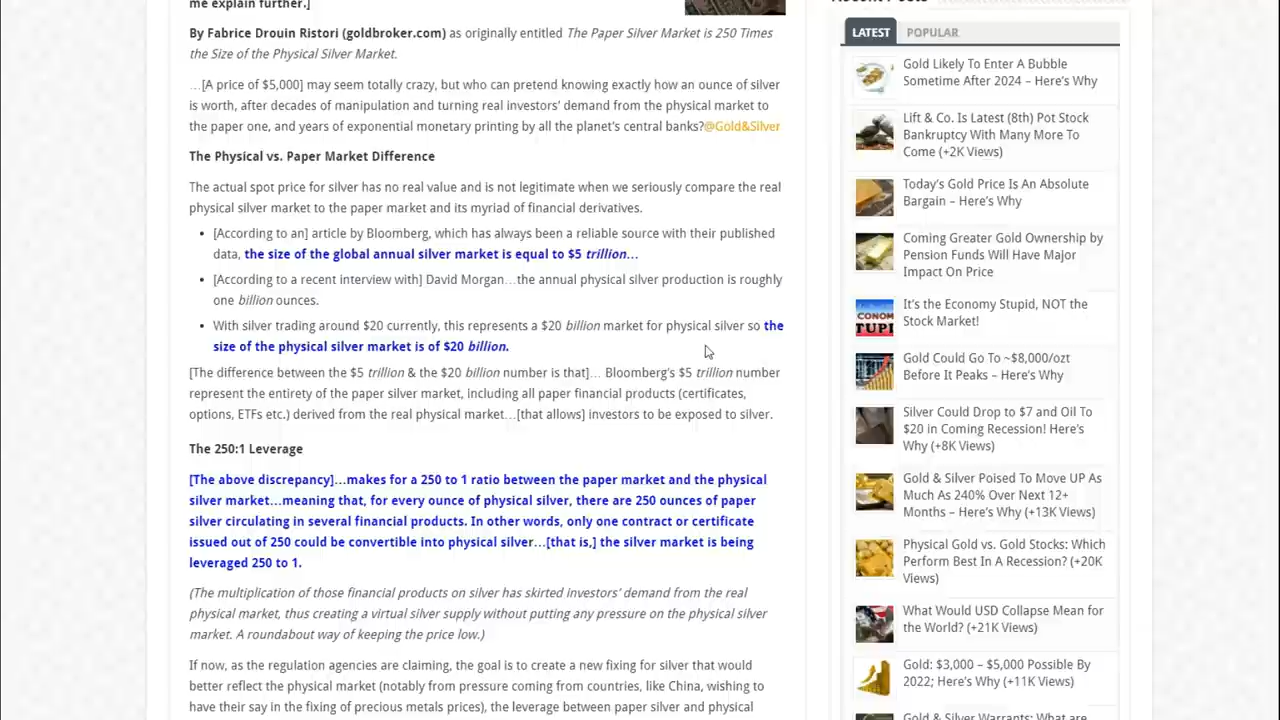 me explain further.]
By Fabrice Drouin Ristori (goldbroker.com) as originally entitled The Paper Silver Market is 250 Times
the Size of the Physical Silver Market.
…[A price of $5,000] may seem totally crazy, but who can pretend knowing exactly how an ounce of silver
is worth, after decades of manipulation and turning real investors’ demand from the physical market to
the paper one, and years of exponential monetary printing by all the planet’s central banks?@Gold&Silver
The Physical vs. Paper Market Difference
The actual spot price for silver has no real value and is not legitimate when we seriously compare the real
physical silver market to the paper market and its myriad of financial derivatives.
• [According to an] article by Bloomberg, which has always been a reliable source with their published
data, the size of the global annual silver market is equal to $5 trillion…
• [According to a recent interview with] David Morgan…the annual physical silver production is roughly
one billion ounces.
• With silver trading around $20 currently, this represents a $20 billion market for physical silver so the
size of the physical silver market is of $20 billion.
[The difference between the $5 trillion & the $20 billion number is that]… Bloomberg’s $5 trillion number
represent the entirety of the paper silver market, including all paper financial products (certificates,
options, ETFs etc.) derived from the real physical market…[that allows] investors to be exposed to silver.
The 250:1 Leverage
[The above discrepancy]…makes for a 250 to 1 ratio between the paper market and the physical
silver market…meaning that, for every ounce of physical silver, there are 250 ounces of paper
silver circulating in several financial products. In other words, only one contract or certificate
issued out of 250 could be convertible into physical silver…[that is,] the silver market is being
leveraged 250 to 1.
(The multiplication of those financial products on silver has skirted investors’ demand from the real
physical market, thus creating a virtual silver supply without putting any pressure on the physical silver
market. A roundabout way of keeping the price low.)
If now, as the regulation agencies are claiming, the goal is to create a new fixing for silver that would
better reflect the physical market (notably from pressure coming from countries, like China, wishing to
have their say in the fixing of precious metals prices), the leverage between paper silver and physical
LATEST
POPULAR
Gold Likely To Enter A Bubble
Sometime After 2024 – Here’s Why
Lift & Co. Is Latest (8th) Pot Stock
Bankruptcy With Many More To
Come (+2K Views)
Today’s Gold Price Is An Absolute
Bargain – Here’s Why
Coming Greater Gold Ownership by
Pension Funds Will Have Major
Impact On Price
It’s the Economy Stupid, NOT the
Stock Market!
Gold Could Go To ~$8,000/ozt
Before It Peaks – Here’s Why
Silver Could Drop to $7 and Oil To
$20 in Coming Recession! Here’s
Why (+8K Views)
Gold & Silver Poised To Move UP As
Much As 240% Over Next 12+
Months – Here’s Why (+13K Views)
Physical Gold vs. Gold Stocks: Which
Perform Best In A Recession? (+20K
Views)
What Would USD Collapse Mean for
the World? (+21K Views)
Gold: $3,000 – $5,000 Possible By
2022; Here’s Why (+11K Views)
Gold & Silver Warrants: What are